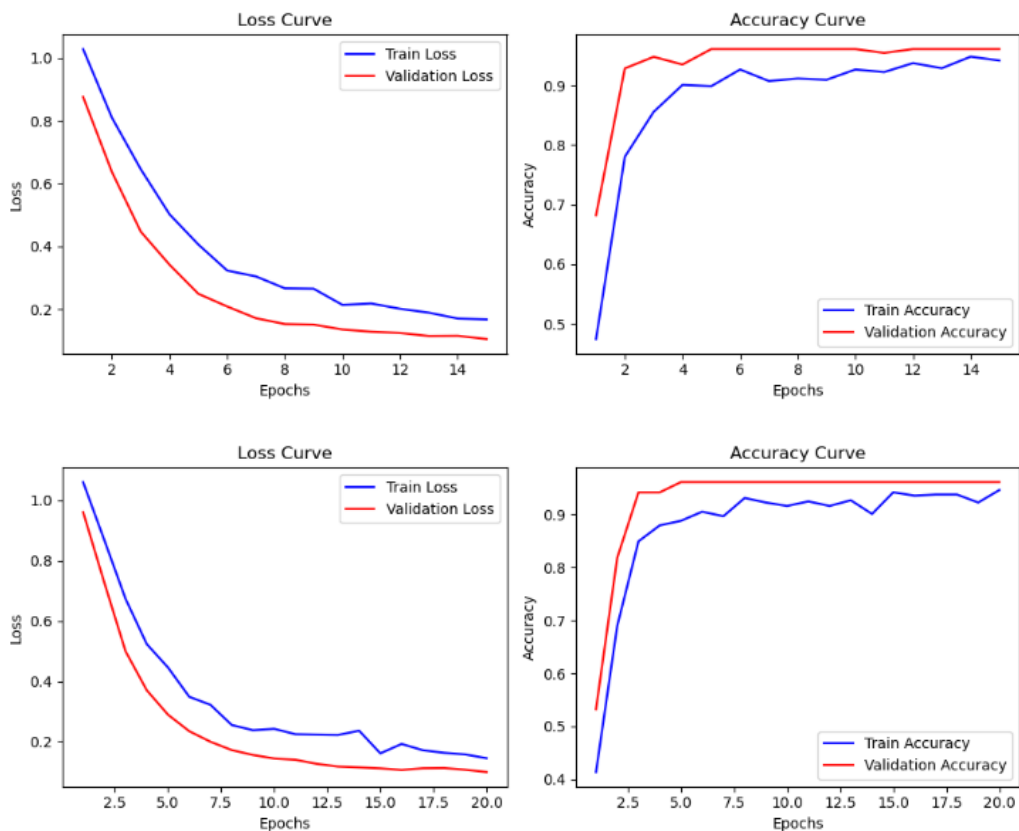 Loss Curve
Train Loss
Validation Loss
1.0
0.8
0.6
0.4
0.2
Loss
2 4 6 8 10 12 14
Epochs
Accuracy Curve
0.9
0.8
0.7
0.6
0.5
Accuracy
Train Accuracy
Validation Accuracy
2 4 6 8 10 12 14
Epochs
Loss Curve
Train Loss
Validation Loss
1.0
0.8
0.6
0.4
0.2
Loss
2.5 5.0 7.5 10.0 12.5 15.0 17.5 20.0
Epochs
Accuracy Curve
0.9
0.8
0.7
0.6
0.5
0.4
Accuracy
Train Accuracy
Validation Accuracy
2.5 5.0 7.5 10.0 12.5 15.0 17.5 20.0
Epochs